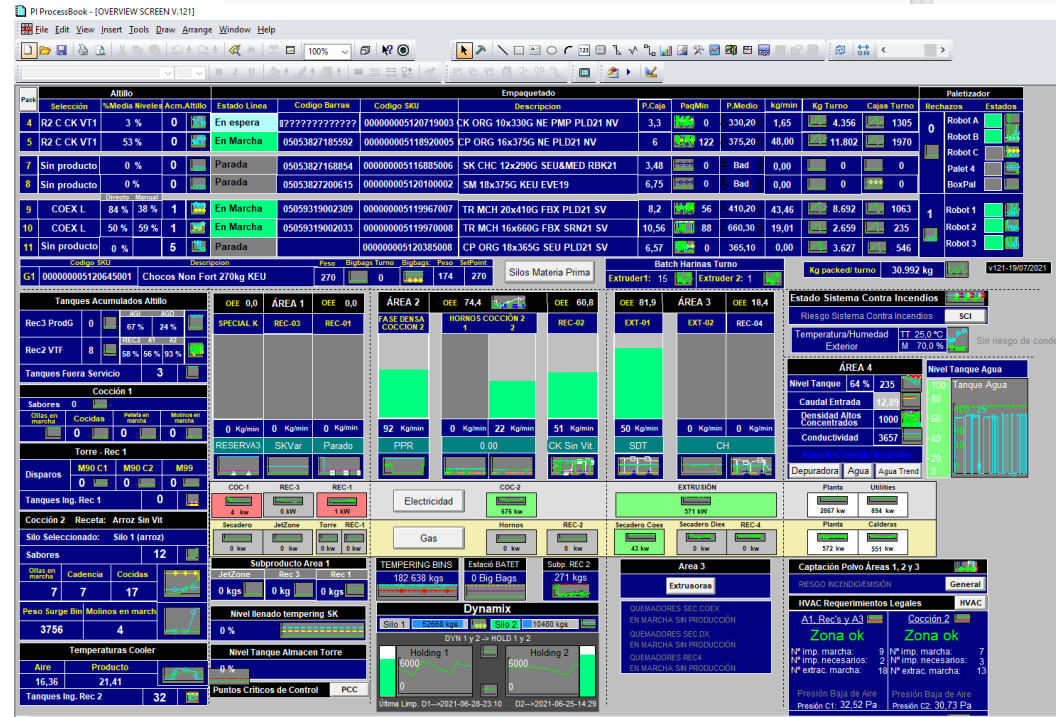 PI ProcessBook - [OVERVIEW SCREEN V.121]
File Edit View Insert Tools Draw Arrange Window Help
100%
Pack Altillo Empaquetado Paletizador
Selección %Media Niveles Acm.Altillo Estado Linea Codigo Barras Codigo SKU Descripcion P.Caja PaqMin P.Medio kg/min Kg Turno Cajas Turno Rechazos Estados
4 R2 C CK VT1 3 % 0 En espera 0????????????? 000000005120719003 CK ORG 10x330G NE PMP PLD21 NV 3,3 0 330,20 1,65 4.356 1305 0 Robot A
5 R2 C CK VT1 53 % 0 En Marcha 05053827185592 000000005118920005 CP ORG 16x375G NE PLD21 NV 6 122 375,20 48,00 11.802 1970 Robot B
Robot C
7 Sin producto 0 % 0 Parada 05053827168854 000000005116885006 SK CHC 12x290G SEU&MED RBK21 3,48 0 Bad 0,00 0 0 Palet 4
8 Sin producto 0 % 0 Parada 05053827200615 000000005120100002 SM 18x375G KEU EVE19 6,75 0 Bad 0,00 0 0 BoxPal
Directo Manual
9 COEX L 84 % 38 % 1 En Marcha 05059319002309 000000005119967007 TR MCH 20x410G FBX PLD21 SV 8,2 56 410,20 43,46 8.692 1063 1 Robot 1
10 COEX L 50 % 59 % 1 En Marcha 05059319002033 000000005119970008 TR MCH 16x660G FBX SRN21 SV 10,56 88 660,30 19,01 2.659 235 Robot 2
11 Sin producto 0 % 5 Parada 000000005120385008 CP ORG 18x365G SEU PLD21 SV 6,57 0 365,10 0,00 3.627 546 Robot 3
Codigo SKU Descripcion Peso Bigbags Turno Bigbags: Peso SetPoint
G1 000000005120645001 Chocos Non Fort 270kg KEU 270 0 174 270
Silos Materia Prima
Batch Harinas Turno
Extruder1: 15 Extruder 2: 1
Kg packed/ turno 30.992 kg
v121-19/07/2021
Tanques Acumulados Altillo
Rec3 ProdG 0 AGI AGO 67 % 24 %
Rec2 VTF 8 REC2 A1 A2 58 % 56 % 93 %
Tanques Fuera Servicio 3
Cocción 1
Sabores 0
Ollas en marcha Cocidas Pelets en marcha Molinos en marcha
0 0 0
Torre - Rec 1
Disparos M90 C1 M90 C2 M99
0 0 0
Tanques Ing. Rec 1 0
Cocción 2 Receta: Arroz Sin Vit
Silo Seleccionado: Silo 1 (arroz)
Sabores 12
Ollas en marcha Cadencia Cocidas
7 7 17
Peso Surge Bin Molinos en march
3756 4
Temperaturas Cooler
Aire Producto
16,36 21,41
Tanques Ing. Rec 2 32
OEE 0,0 ÁREA 1 OEE 0,0
SPECIAL K REC-03 REC-01
0 Kg/min 0 Kg/min 0 Kg/min
RESERVA3 SKVar Parado
ÁREA 2 OEE 74,4 OEE 60,8
FASE DENSA COCCION 2 HORNOS COCCIÓN 2 1 2 REC-02
92 Kg/min 0 Kg/min 22 Kg/min 51 Kg/min
PPR 0:00 CK Sin Vit.
OEE 81,9 ÁREA 3 OEE 18,4
EXT-01 EXT-02 REC-04
50 Kg/min 0 Kg/min 0 Kg/min
SDT CH
COC-1 REC-3 REC-1
4 kw 0 kW 1 kW
Electricidad
COC-2
676 kw
EXTRUSIÓN
571 kW
Planta Utilities
2867 kw 894 kw
Secadero JetZone Torre REC-1
0 kw 0 kw 0 kw 0 kw
Gas
Hornos REC-2
0 kw 0 kw
Secadero Coex Secadero Diex REC-4
43 kw 0 kw 0 kw
Planta Calderas
572 kw 551 kw
Subproducto Area 1
JetZone Rec 3 Rec 1
0 kgs 0 kg 0 kgs
Nivel llenado tempering SK
0 %
Nivel Tanque Almacen Torre
0 %
Puntos Criticos de Control PCC
TEMPERING BINS Estació BATET Subp. REC 2
182.638 kgs 0 Big Bags 271 kgs
Dynamix
Silo 1 52660 kgs Silo 2 10480 kgs
DYN 1 y 2 -> HOLD 1 y 2
Holding 1 Holding 2
6000 6000
0 0
Última Limp. D1-->2021-06-28-23:10 D2-->2021-06-25-14:29
Area 3
Extrusoras
QUEMADORES SEC.COEX
EN MARCHA SIN PRODUCCIÓN
QUEMADORES SEC.DX
EN MARCHA SIN PRODUCCIÓN
QUEMADORES REC4
EN MARCHA SIN PRODUCCIÓN
Estado Sistema Contra Incendios
Riesgo Sistema Contra Incendios SCI
Temperatura/Humedad Exterior TT 25,0 ºC
M 70,0 %
Sin riesgo de conde
ÁREA 4
Nivel Tanque 64 % 235
Caudal Entrada 12,89
Densidad Altos Concentrados 1000
Conductividad 3657
Depuradora Agua Agua Trend
Nivel Tanque Agua
Tanque Agua
100
80
60
40
20
0
Captación Polvo Áreas 1, 2 y 3
RIESGO INCENDIO/EMISIÓN General
HVAC Requerimientos Legales HVAC
A1, Rec's y A3 Cocción 2
Zona ok Zona ok
Nº imp. marcha: 9 Nº imp. marcha: 7
Nº imp. necesarios: 2 Nº imp. necesarios: 3
Nº extrac. marcha: 18 Nº extrac. marcha: 13
Presión Baja de Aire Presión Baja de Aire
Presión C1: 32,52 Pa Presión C2: 30,73 Pa